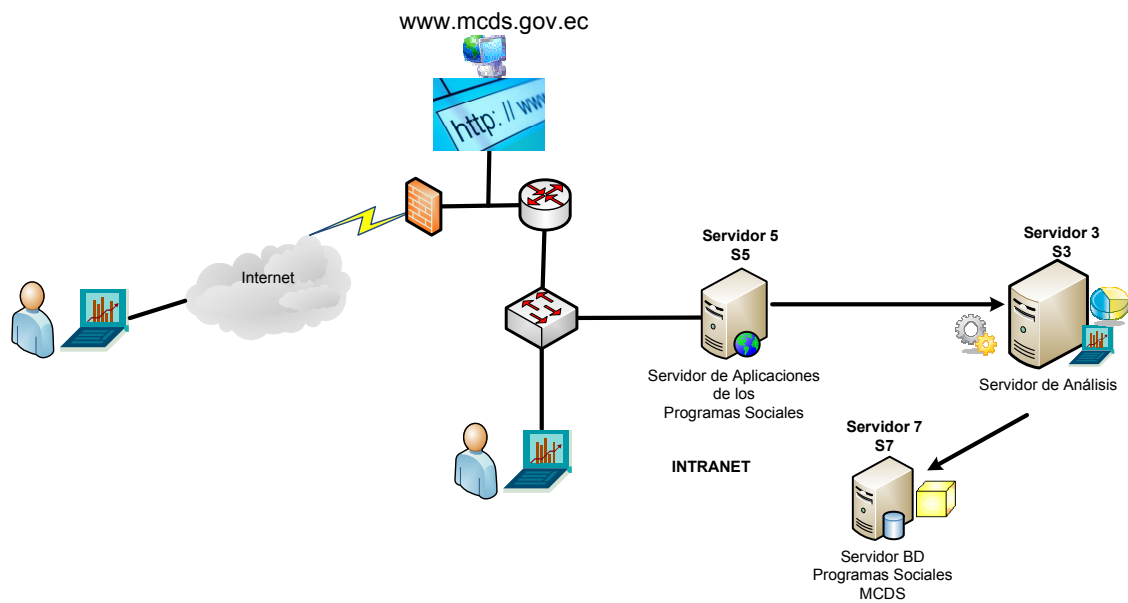 www.mcds.gov.ec
http: // www
Internet
Servidor 5
S5
Servidor de Aplicaciones
de los
Programas Sociales
Servidor 3
S3
Servidor de Análisis
Servidor 7
S7
INTRANET
Servidor BD
Programas Sociales
MCDS